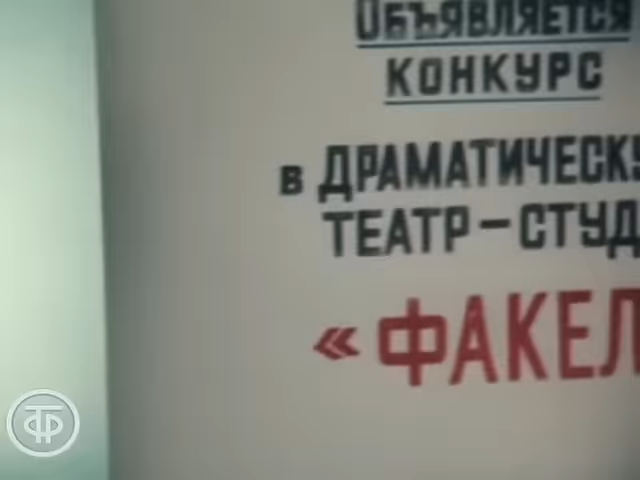 Объявляется
КОНКУРС
в ДРАМАТИЧЕСКУ
ТЕАТР-СТУД
«ФАКЕЛ